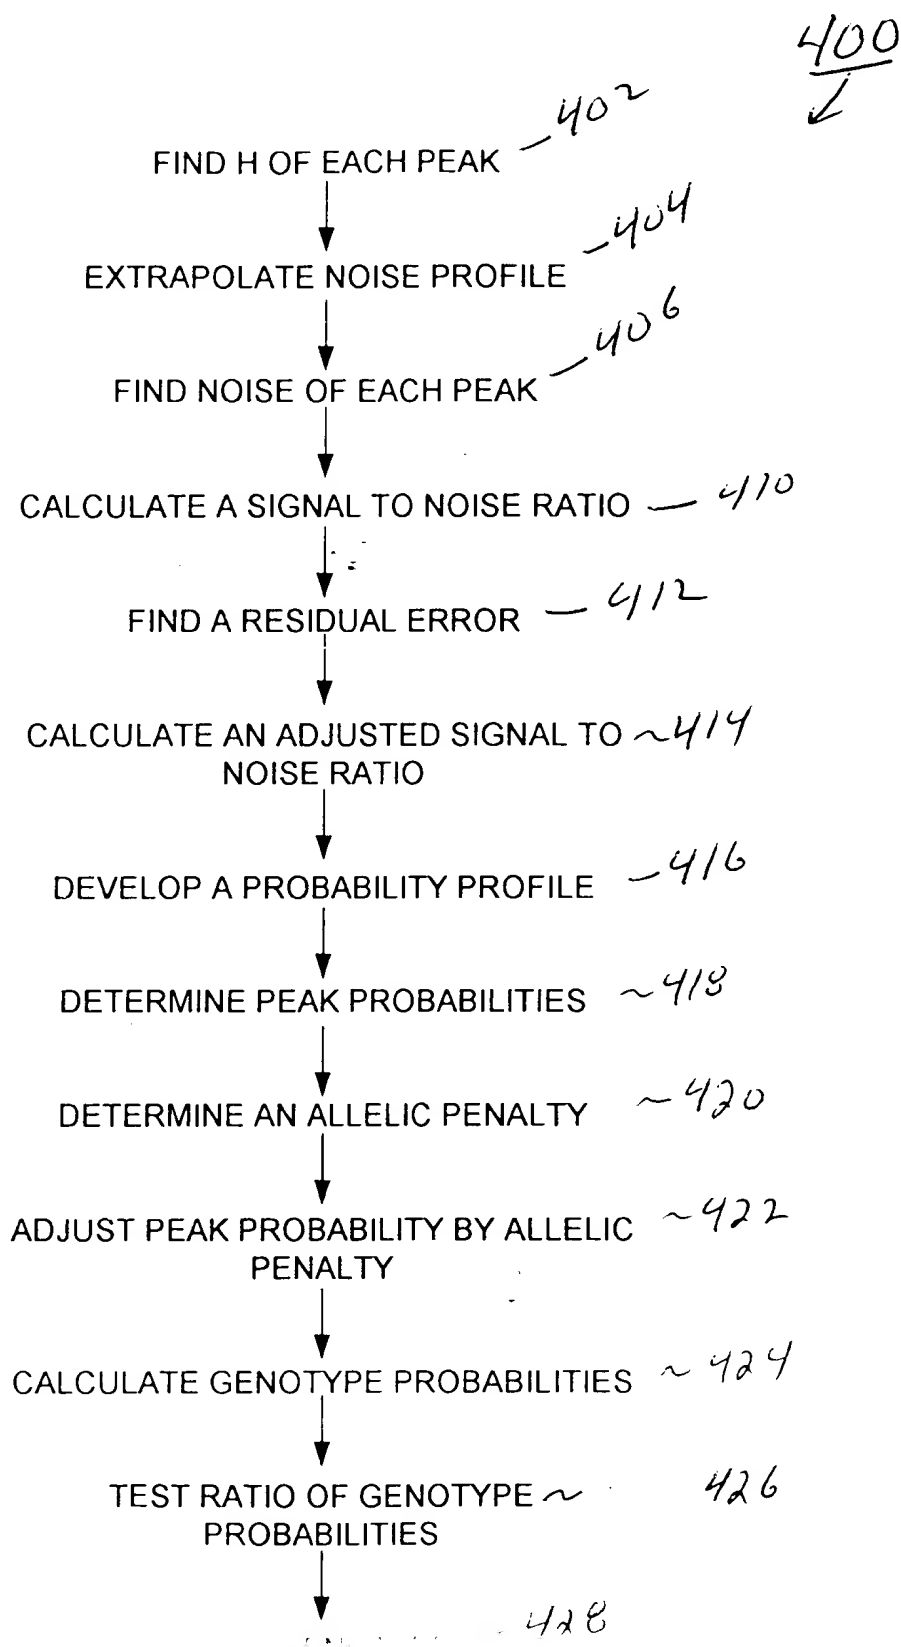 400
FIND H OF EACH PEAK 402
EXTRAPOLATE NOISE PROFILE 404
FIND NOISE OF EACH PEAK 406
CALCULATE A SIGNAL TO NOISE RATIO 410
FIND A RESIDUAL ERROR 412
CALCULATE AN ADJUSTED SIGNAL TO 414
NOISE RATIO
DEVELOP A PROBABILITY PROFILE 416
DETERMINE PEAK PROBABILITIES 418
DETERMINE AN ALLELIC PENALTY 420
ADJUST PEAK PROBABILITY BY ALLELIC 422
PENALTY
CALCULATE GENOTYPE PROBABILITIES 424
TEST RATIO OF GENOTYPE 426
PROBABILITIES
428